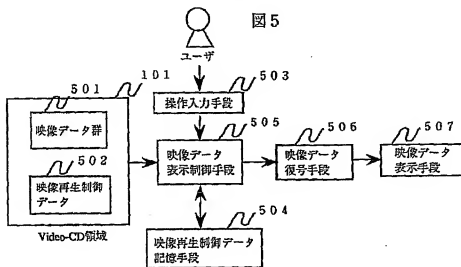 図5
ユーザ
101
501
503
操作入力手段
映像データ群
505
506
507
502
映像データ
表示制御手段
映像データ
復号手段
映像データ
表示手段
映像再生制御
データ
504
Video-CD領域
映像再生制御データ
記憶手段